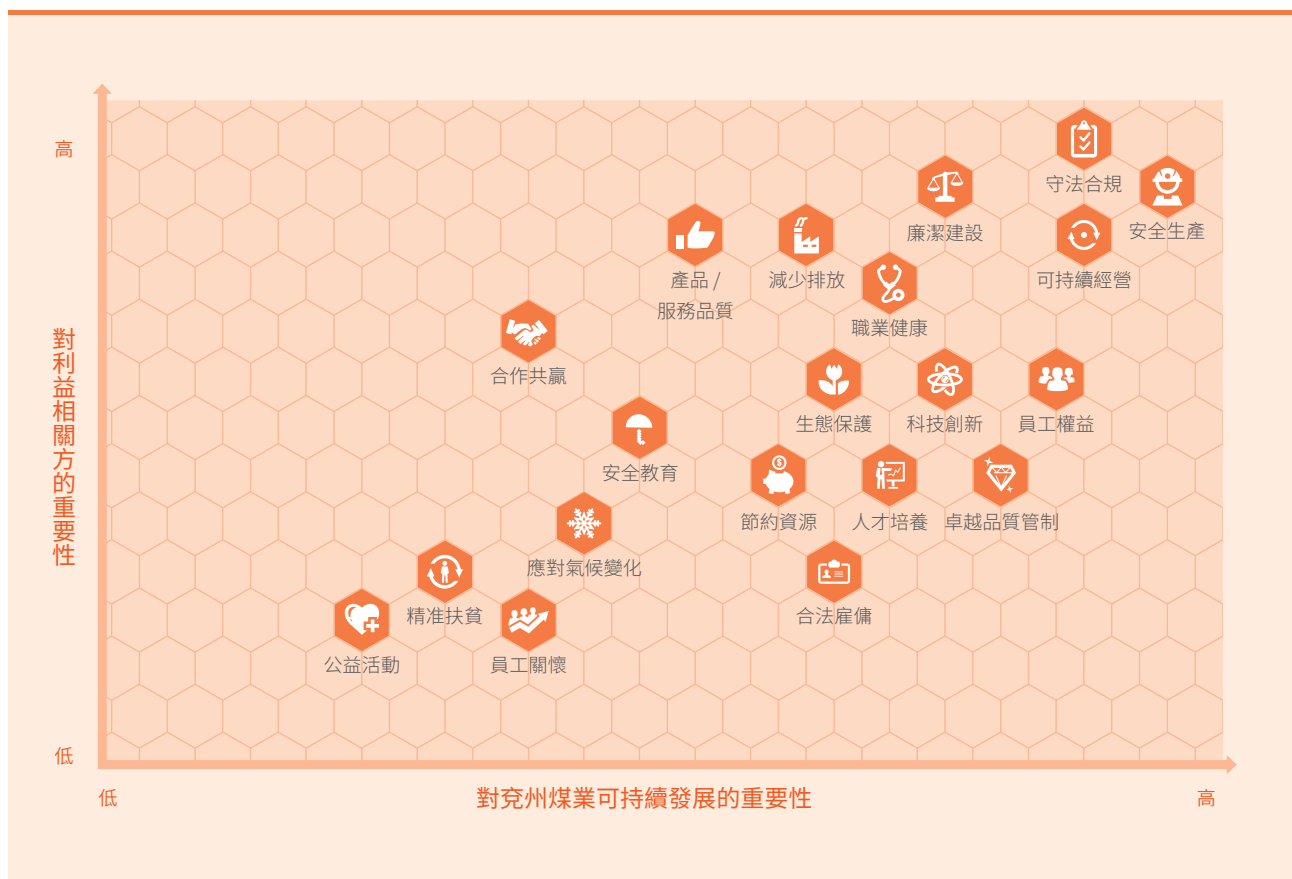 高
守法合規
廉潔建設
安全生產
產品 /
服務品質
減少排放
可持續經營
職業健康
合作共贏
生態保護
科技創新
員工權益
安全教育
節約資源
人才培養
卓越品質管制
應對氣候變化
精准扶貧
合法雇傭
公益活動
員工關懷
對利益相關方的重要性
低
低
對兗州煤業可持續發展的重要性
高